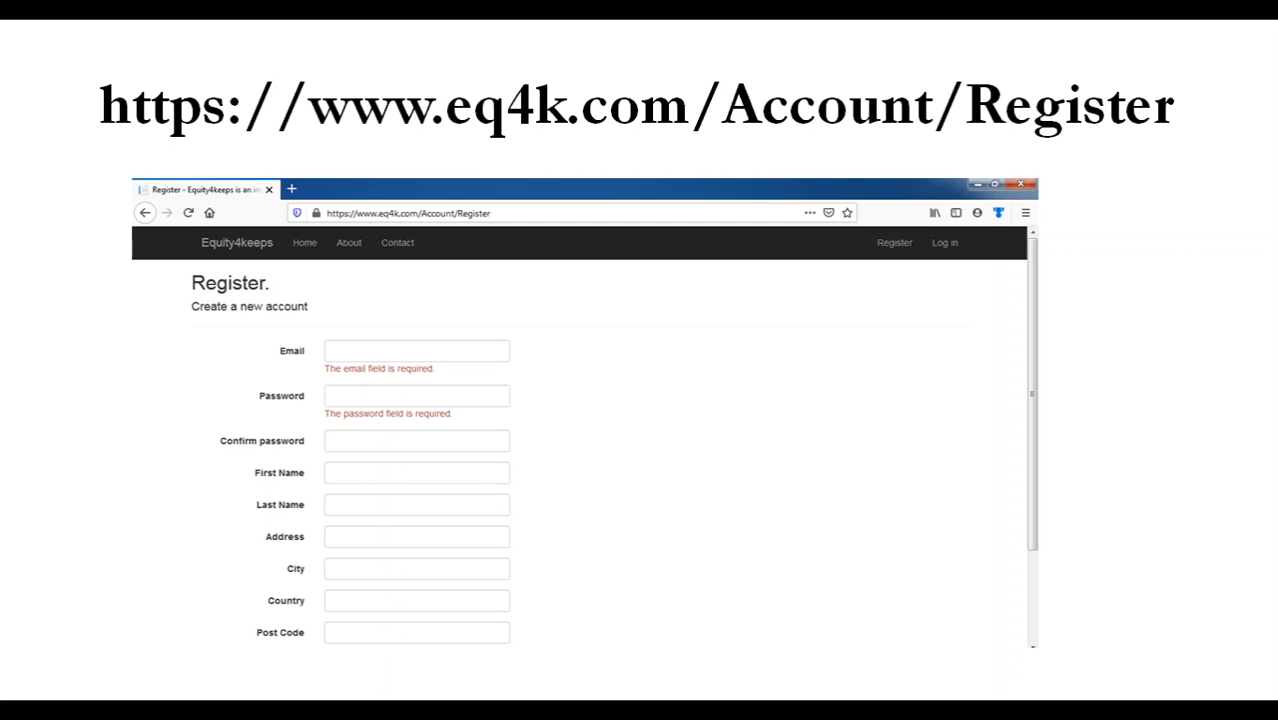 https://www.eq4k.com/Account/Register
Register - Equity4keeps is an in
https://www.eq4k.com/Account/Register
Equity4keeps Home About Contact Register Log in
Register.
Create a new account
Email
The email field is required.
Password
The password field is required.
Confirm password
First Name
Last Name
Address
City
Country
Post Code